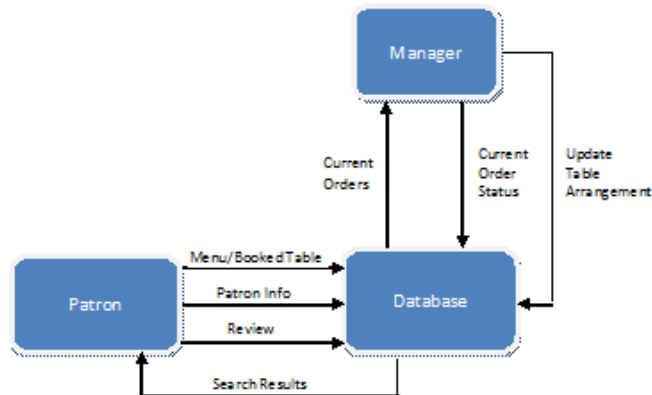 Manager
Current
Orders
Current
Order
Status
Update
Table
Arrangement
Menu/Booked Table
Patron
Patron Info
Database
Review
Search Results